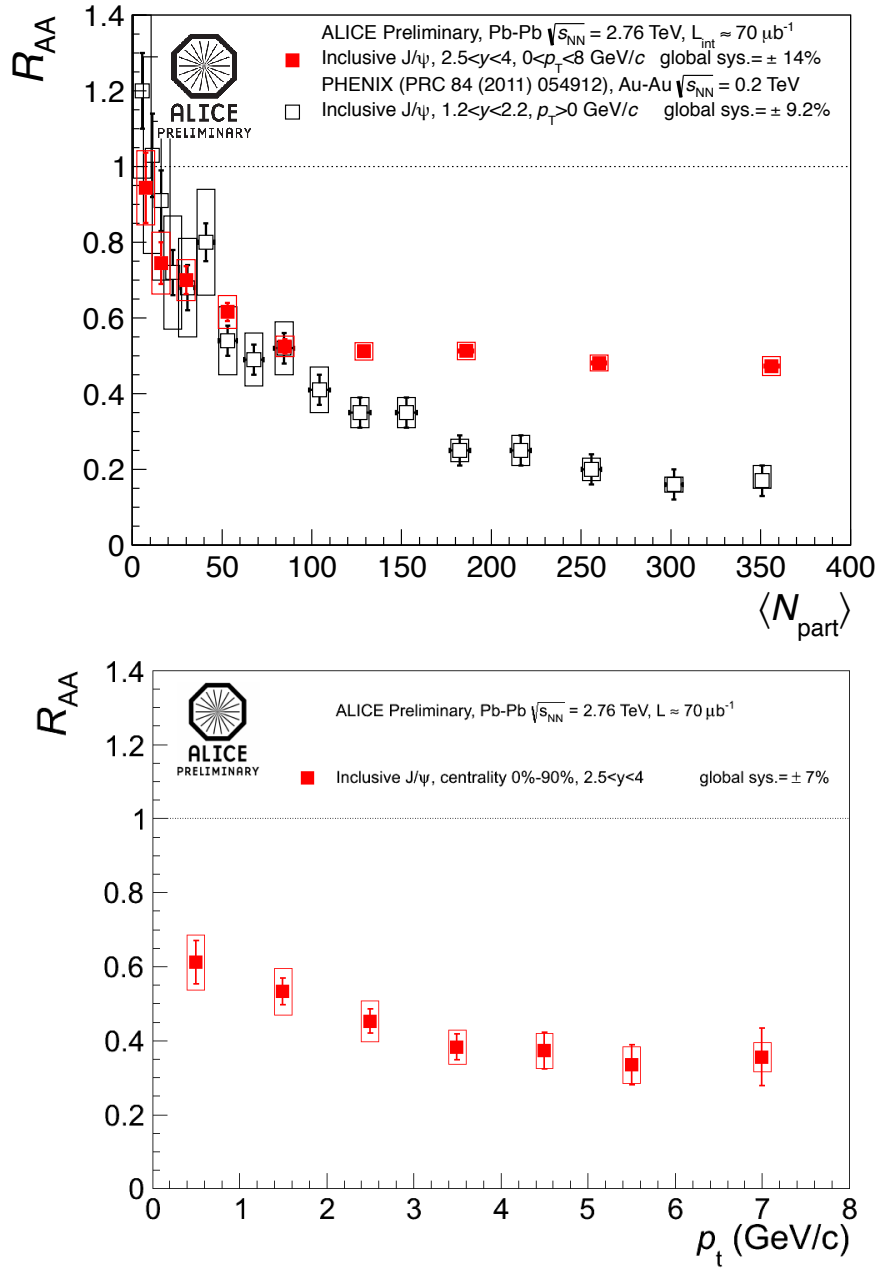 R_AA
1.4
1.2
1
0.8
0.6
0.4
0.2
0
ALICE
PRELIMINARY
ALICE Preliminary, Pb-Pb √s_NN = 2.76 TeV, L_int ≈ 70 μb⁻¹
Inclusive J/ψ, 2.5<y<4, 0<p_T<8 GeV/c global sys.= ± 14%
PHENIX (PRC 84 (2011) 054912), Au-Au √s_NN = 0.2 TeV
Inclusive J/ψ, 1.2<y<2.2, p_T>0 GeV/c global sys.= ± 9.2%
0 50 100 150 200 250 300 350 400
⟨N_part⟩
R_AA
1.4
1.2
1
0.8
0.6
0.4
0.2
0
ALICE
PRELIMINARY
ALICE Preliminary, Pb-Pb √s_NN = 2.76 TeV, L ≈ 70 μb⁻¹
Inclusive J/ψ, centrality 0%-90%, 2.5<y<4 global sys.= ± 7%
0 1 2 3 4 5 6 7 8
p_t (GeV/c)